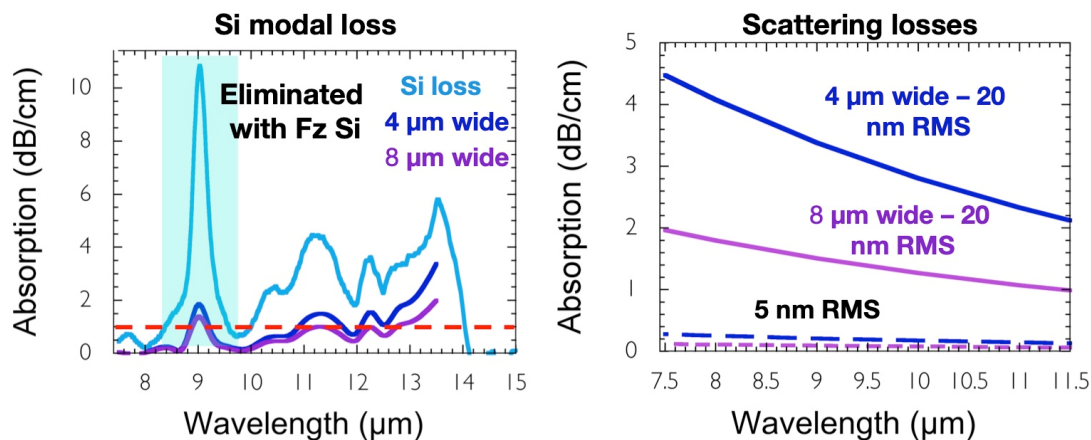 Si modal loss
Absorption (dB/cm)
10
8
6
4
2
0
Eliminated
with Fz Si
Si loss
4 µm wide
8 µm wide
8 9 10 11 12 13 14 15
Wavelength (µm)
Scattering losses
Absorption (dB/cm)
5
4
3
2
1
0
4 µm wide – 20
nm RMS
8 µm wide – 20
nm RMS
5 nm RMS
7.5 8 8.5 9 9.5 10 10.5 11 11.5
Wavelength (µm)